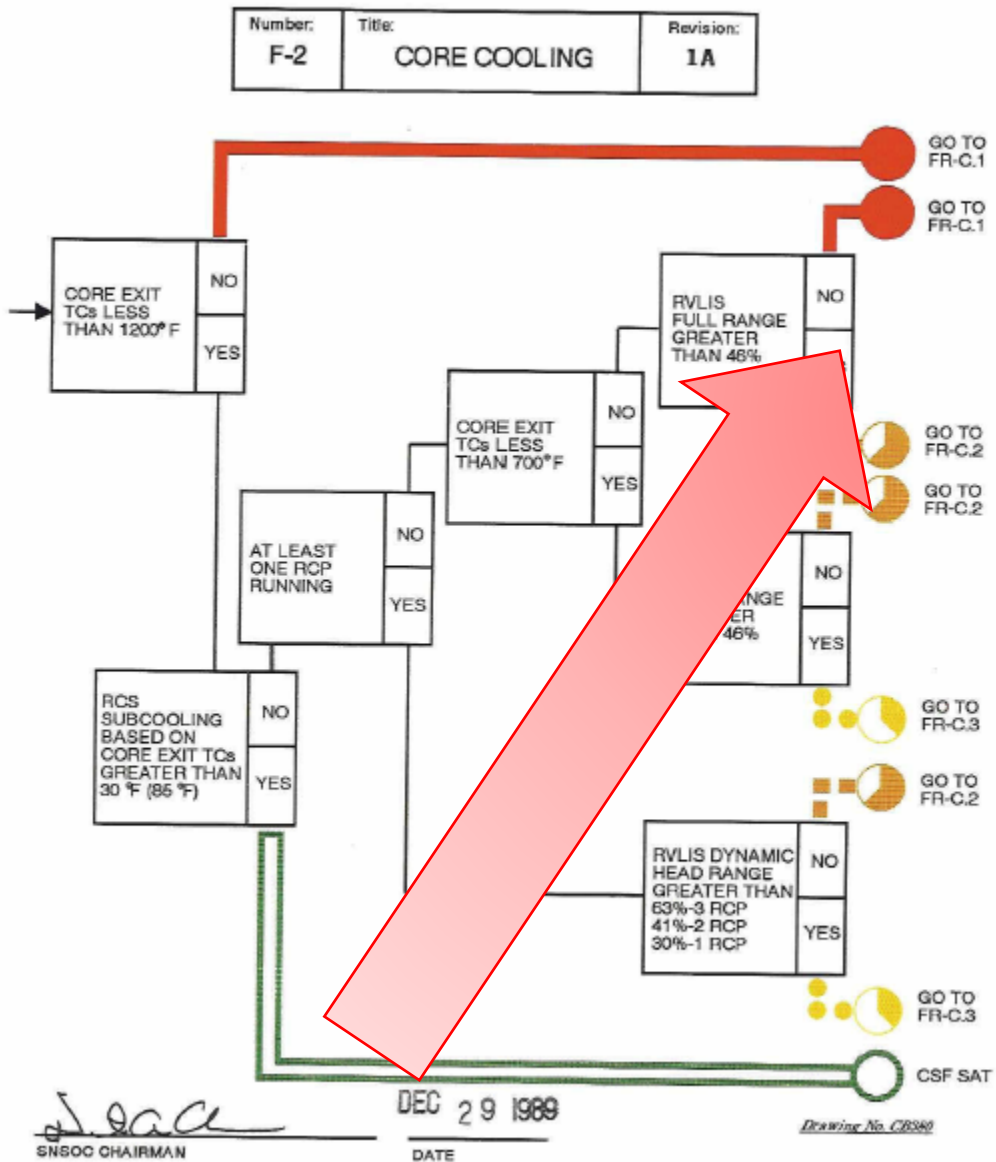 Number:
F-2
Title:
CORE COOLING
Revision:
1A
GO TO
FR-C.1
GO TO
FR-C.1
CORE EXIT
TCs LESS
THAN 1200°F
NO
YES
RVLIS
FULL RANGE
GREATER
THAN 46%
NO
CORE EXIT
TCs LESS
THAN 700°F
NO
YES
GO TO
FR-C.2
GO TO
FR-C.2
AT LEAST
ONE RCP
RUNNING
NO
YES
46%
NO
YES
RCS
SUBCOOLING
BASED ON
CORE EXIT TCs
GREATER THAN
30 °F (85 °F)
NO
YES
GO TO
FR-C.3
GO TO
FR-C.2
RVLIS DYNAMIC
HEAD RANGE
GREATER THAN
63%-3 RCP
41%-2 RCP
30%-1 RCP
NO
YES
GO TO
FR-C.3
CSF SAT
DEC 29 1989
SNSOC CHAIRMAN
DATE
Drawing No. CBS80